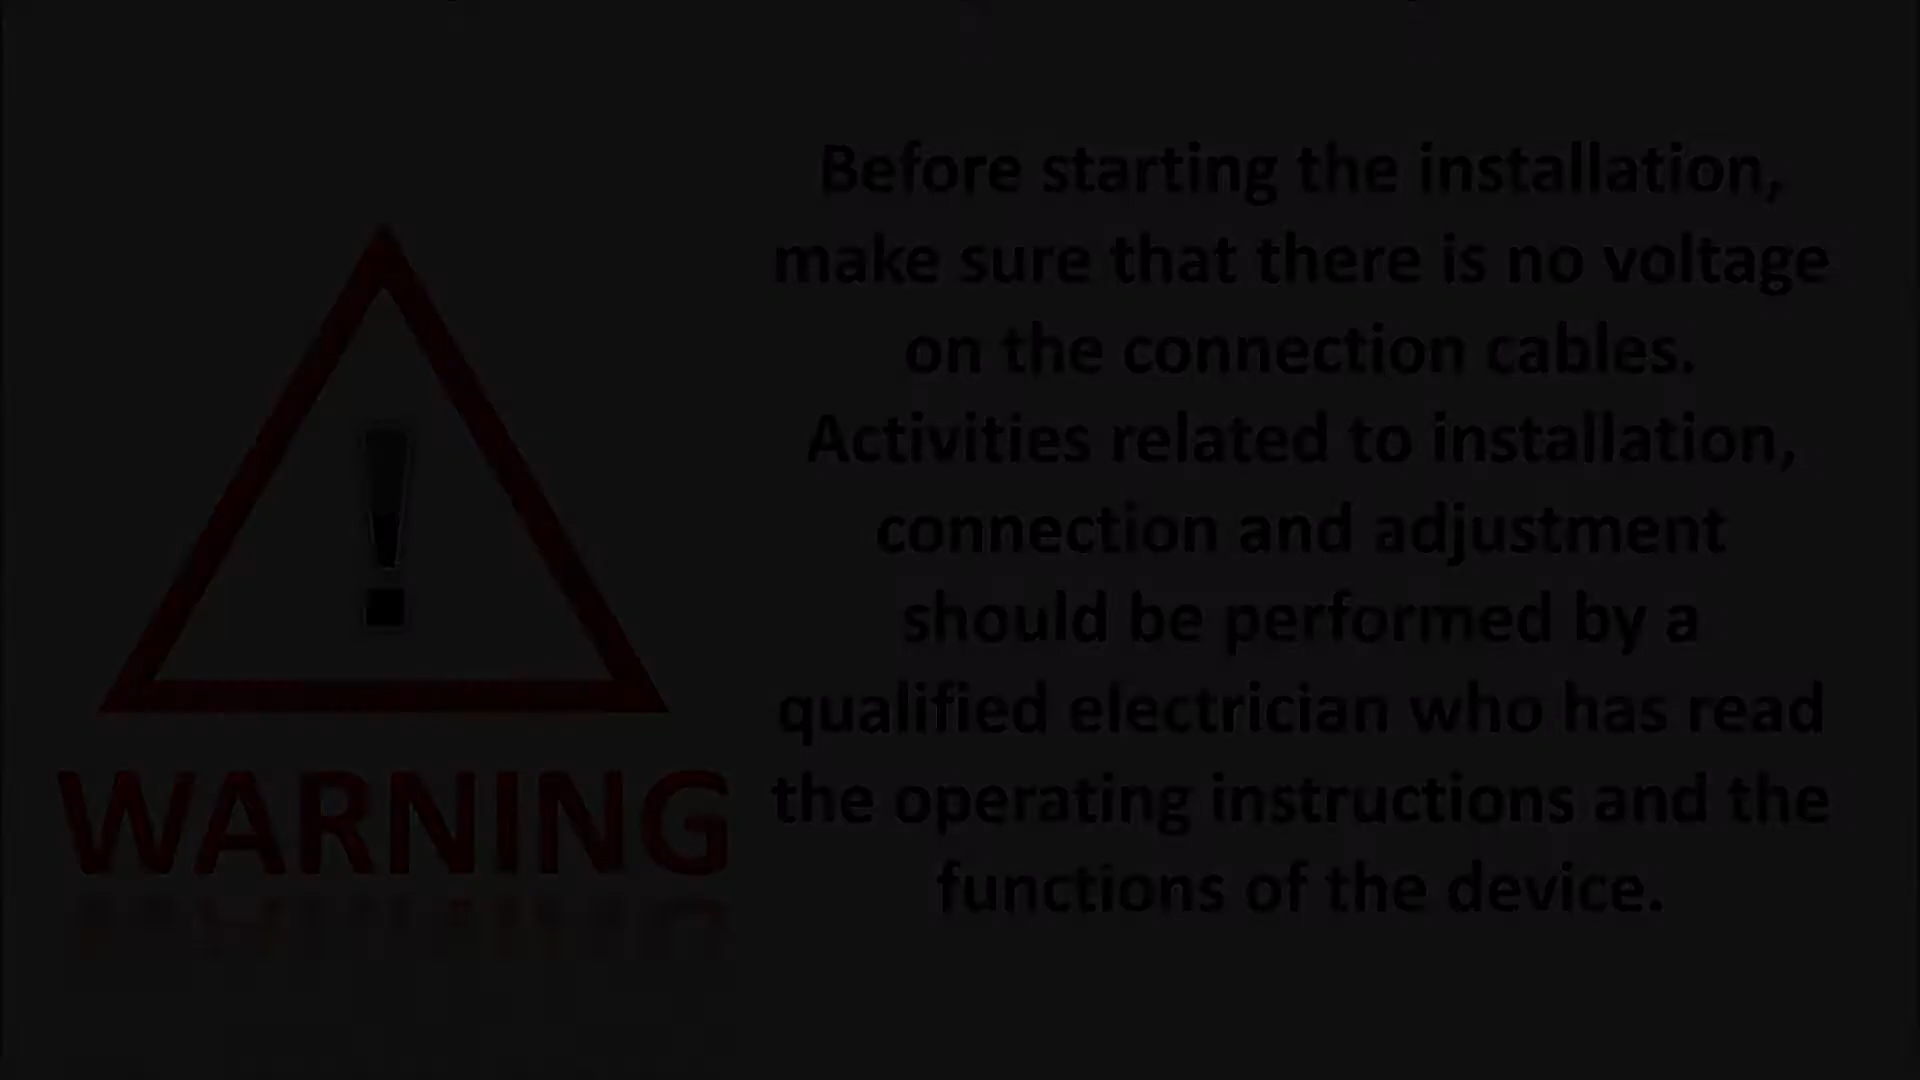 Before starting the installation,
make sure that there is no voltage
on the connection cables.
Activities related to installation,
connection and adjustment
should be performed by a
qualified electrician who has read
the operating instructions and the
functions of the device.
!
WARNING